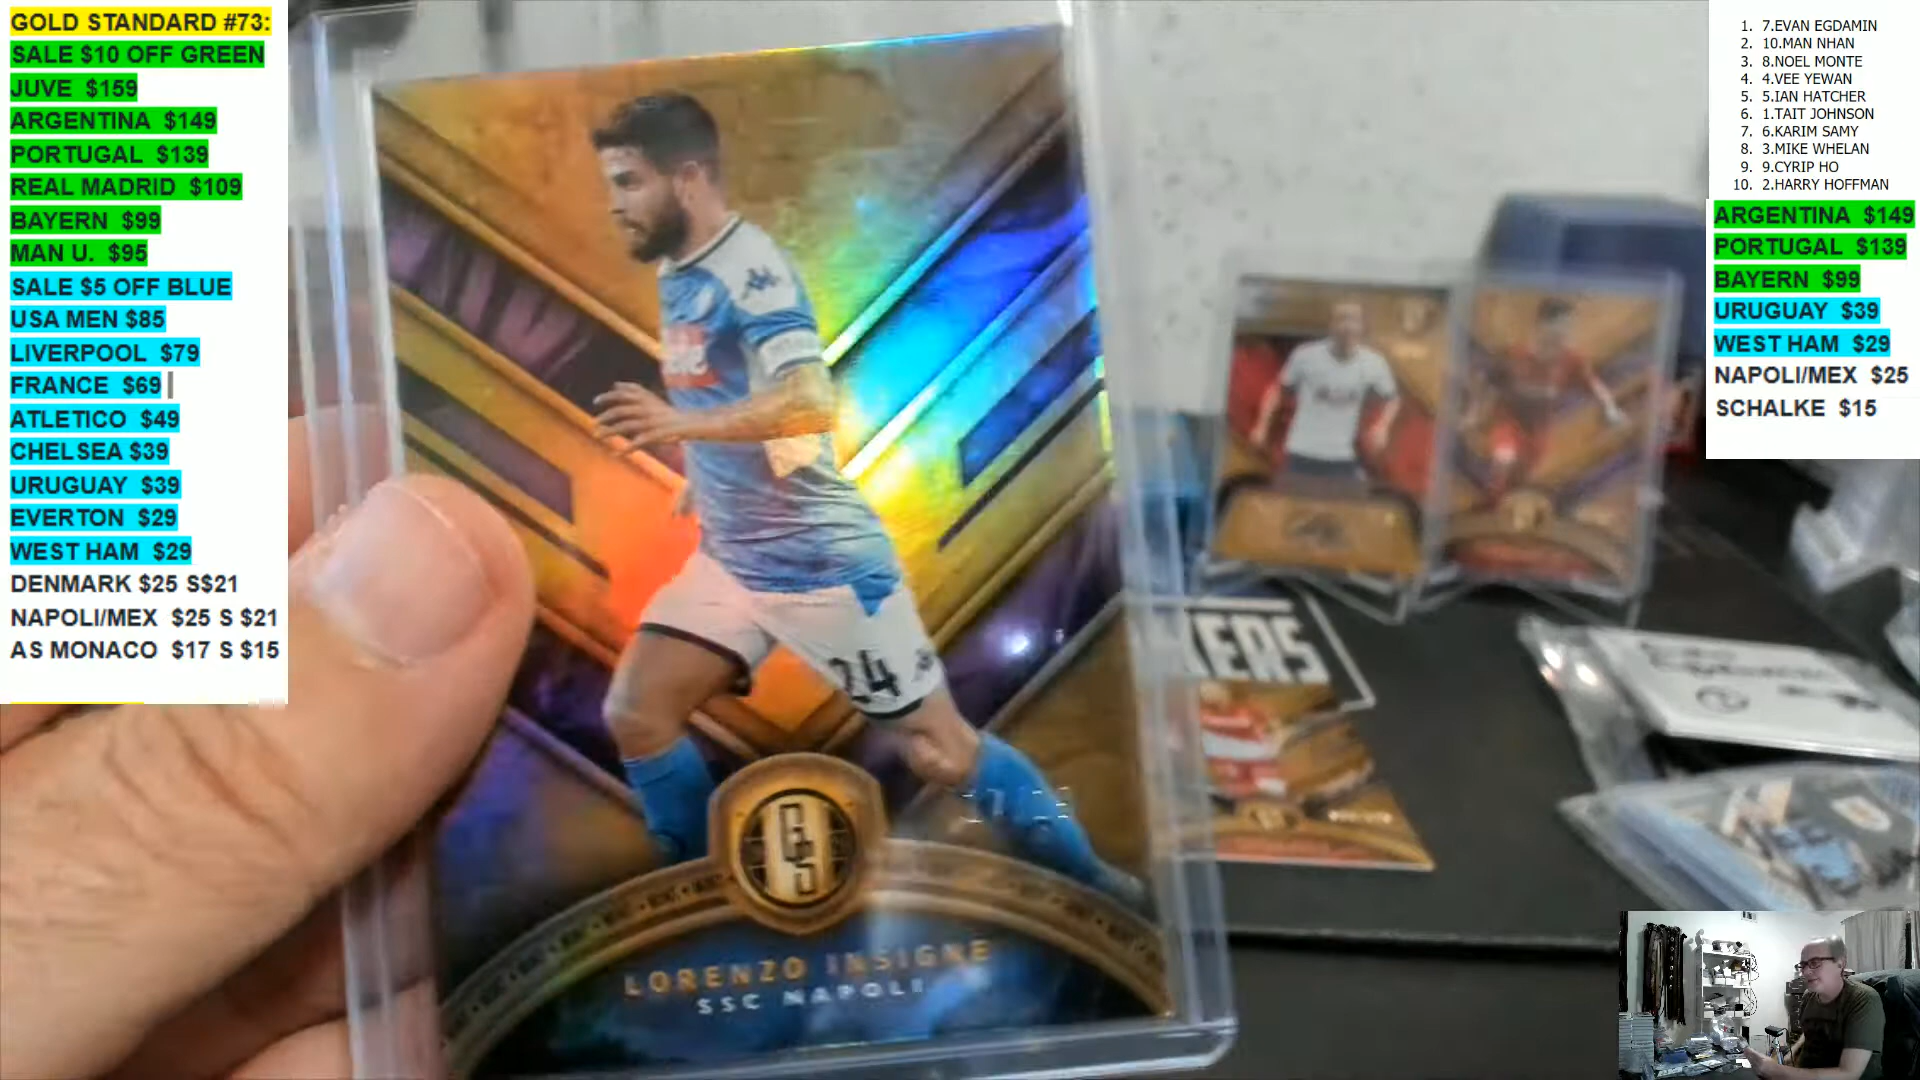 GOLD STANDARD #73:
SALE $10 OFF GREEN
JUVE $159
ARGENTINA $149
PORTUGAL $139
REAL MADRID $109
BAYERN $99
MAN U. $95
SALE $5 OFF BLUE
USA MEN $85
LIVERPOOL $79
FRANCE $69
ATLETICO $49
CHELSEA $39
URUGUAY $39
EVERTON $29
WEST HAM $29
DENMARK $25 S$21
NAPOLI/MEX $25 S $21
AS MONACO $17 S $15
24
GS
LORENZO INSIGNE
SSC NAPOLI
KERS
1. 7.EVAN EGDAMIN
2. 10.MAN NHAN
3. 8.NOEL MONTE
4. 4.VEE YEWAN
5. 5.IAN HATCHER
6. 1.TAIT JOHNSON
7. 6.KARIM SAMY
8. 3.MIKE WHELAN
9. 9.CYRIP HO
10. 2.HARRY HOFFMAN
ARGENTINA $149
PORTUGAL $139
BAYERN $99
URUGUAY $39
WEST HAM $29
NAPOLI/MEX $25
SCHALKE $15